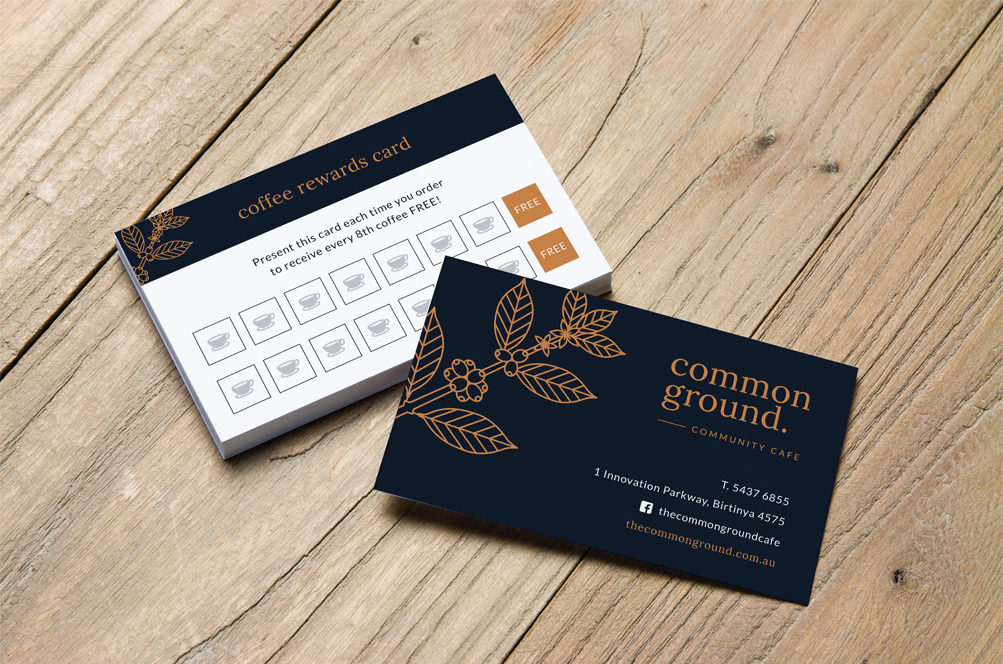 coffee rewards card
Present this card each time you order
to receive every 8th coffee FREE!
FREE
FREE
common
ground.
COMMUNITY CAFE
T. 5437 6855
1 Innovation Parkway, Birtinya 4575
thecommongroundcafe
thecommonground.com.au